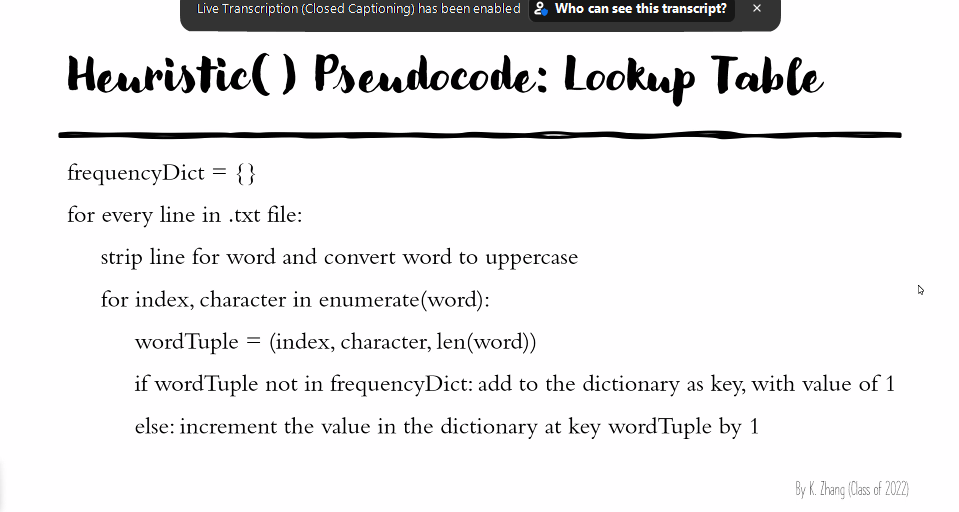 Live Transcription (Closed Captioning) has been enabled Who can see this transcript? ×
Heuristic() Pseudocode: Lookup Table
frequencyDict = {}
for every line in .txt file:
strip line for word and convert word to uppercase
for index, character in enumerate(word):
wordTuple = (index, character, len(word))
if wordTuple not in frequencyDict: add to the dictionary as key, with value of 1
else: increment the value in the dictionary at key wordTuple by 1
By K. Zhang (Class of 2022)